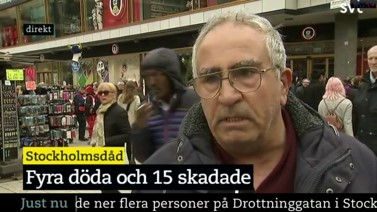 direkt
svt
Stockholmsdåd
Fyra döda och 15 skadade
Just nu de ner flera personer på Drottninggatan i Stock